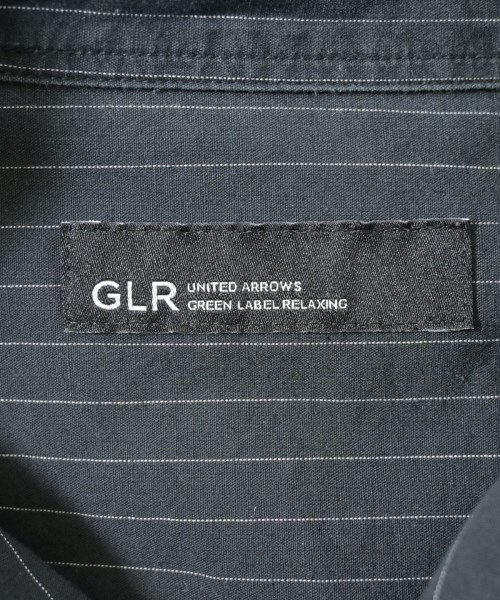 GLR
UNITED ARROWS
GREEN LABEL RELAXING